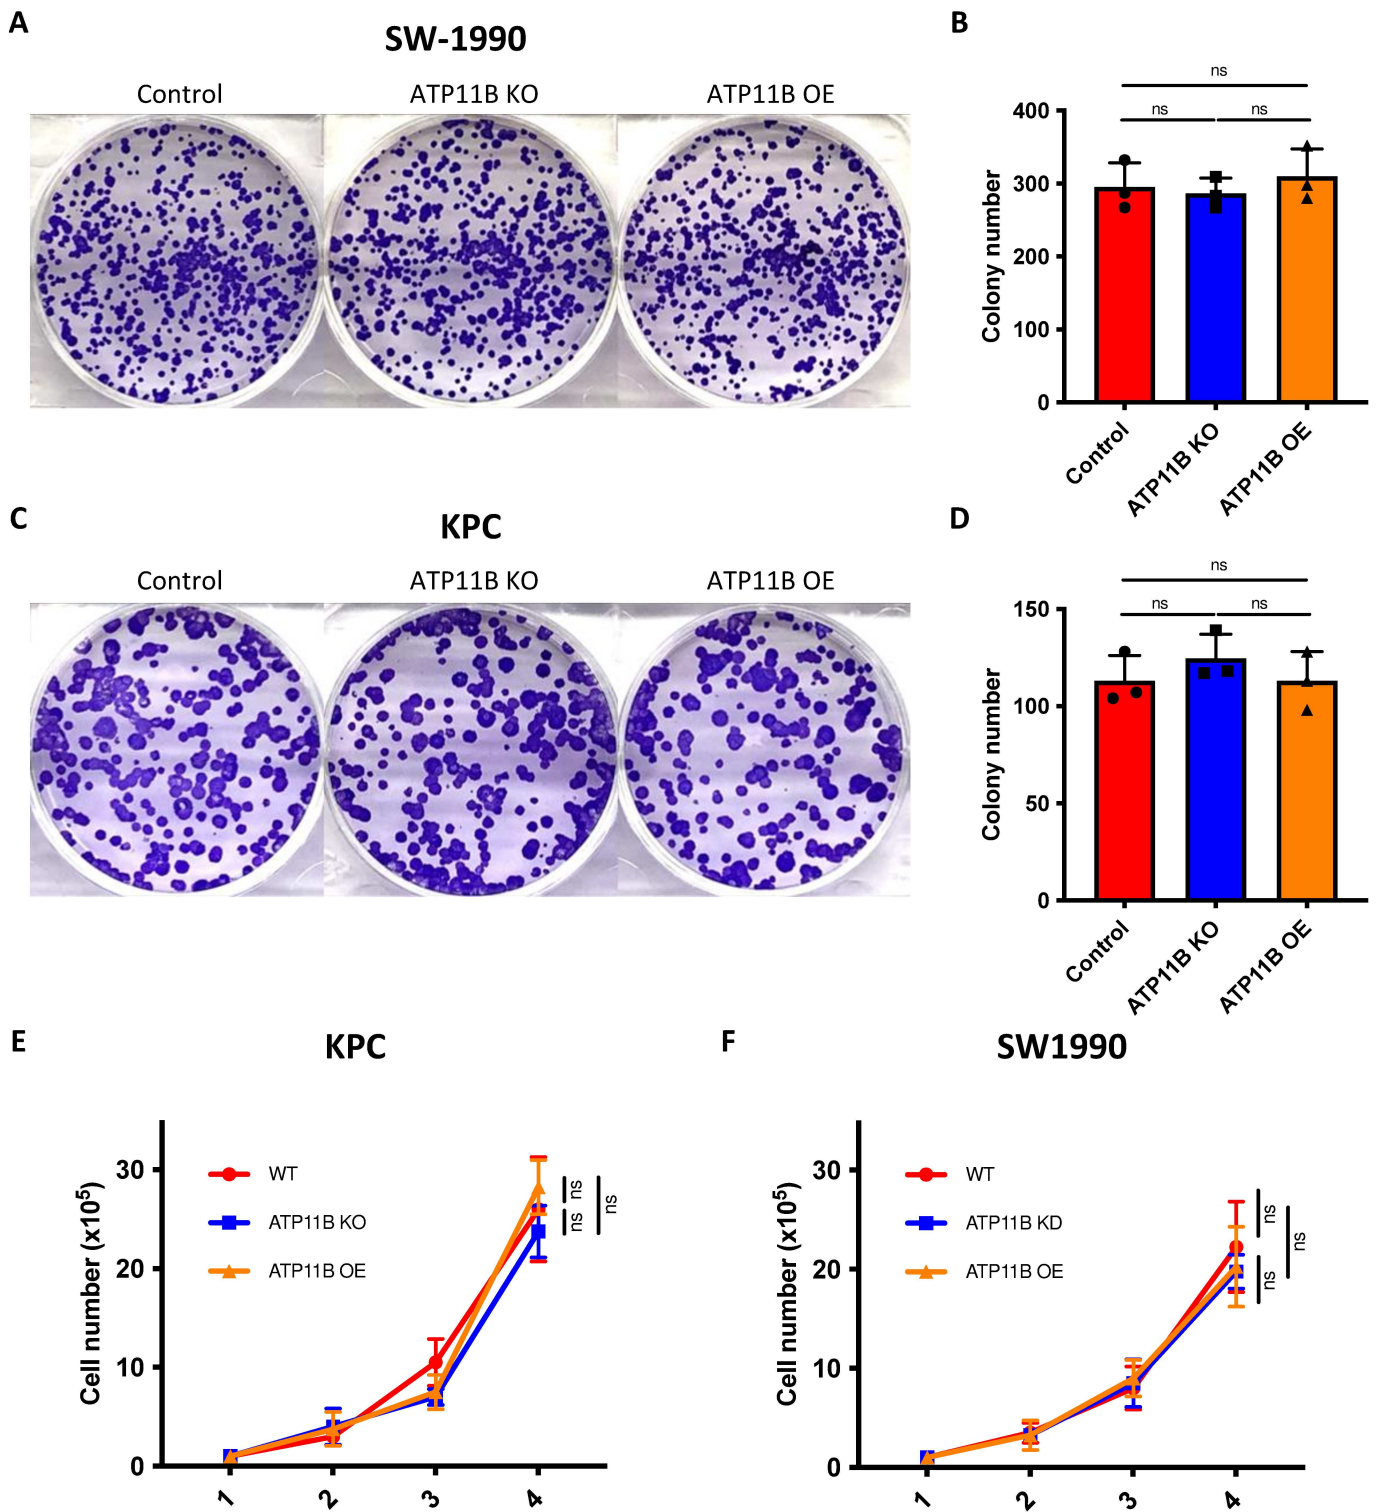 A
SW-1990
Control
ATP11B KO
ATP11B OE
B
ns
ns
ns
400
300
200
100
0
Colony number
Control
ATP11B KO
ATP11B OE
C
KPC
Control
ATP11B KO
ATP11B OE
D
ns
ns
ns
150
100
50
0
Colony number
Control
ATP11B KO
ATP11B OE
E
KPC
30
20
10
0
Cell number (x10⁵)
WT
ATP11B KO
ATP11B OE
ns
ns
ns
1
2
3
4
F
SW1990
30
20
10
0
Cell number (x10⁵)
WT
ATP11B KD
ATP11B OE
ns
ns
ns
1
2
3
4